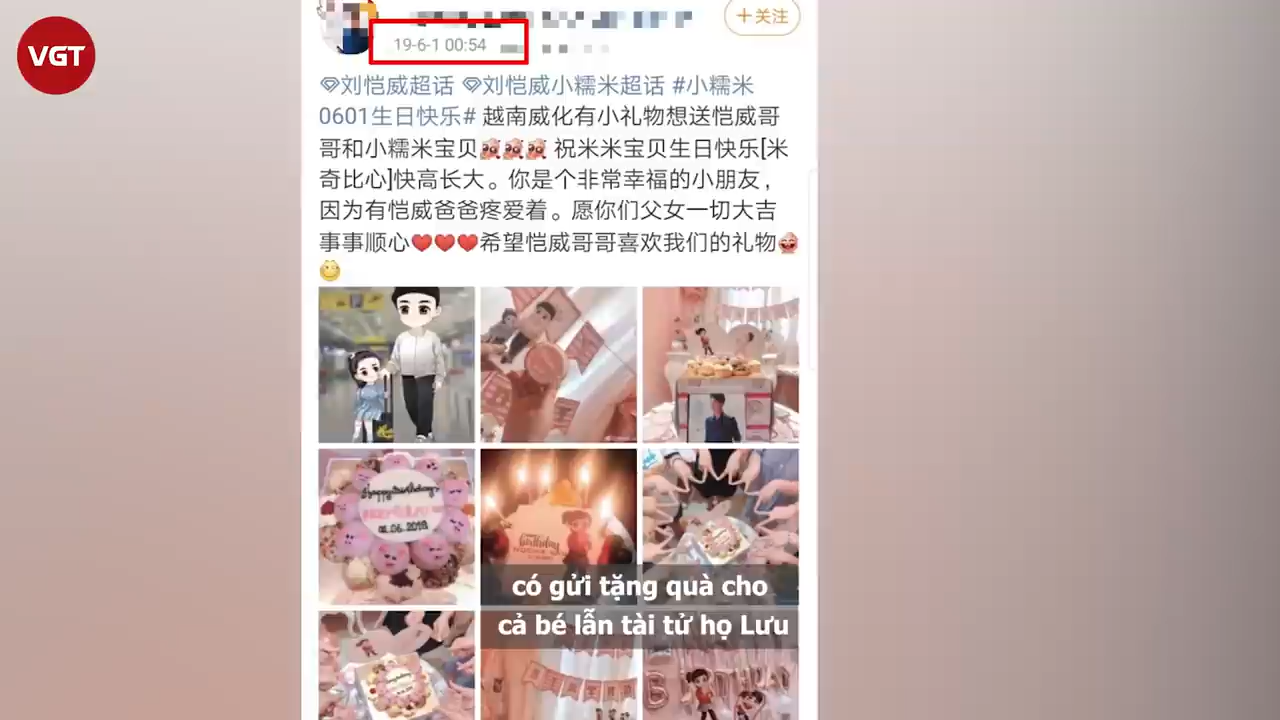 VGT
19-6-1 00:54
+关注
刘恺威超话 刘恺威小糯米超话 #小糯米
0601生日快乐# 越南威化有小礼物想送恺威哥
哥和小糯米宝贝 祝米米宝贝生日快乐[米
奇比心]快高长大。你是个非常幸福的小朋友，
因为有恺威爸爸疼爱着。愿你们父女一切大吉
事事顺心❤❤❤希望恺威哥哥喜欢我们的礼物
có gửi tặng quà cho
cả bé lẫn tài tử họ Lưu